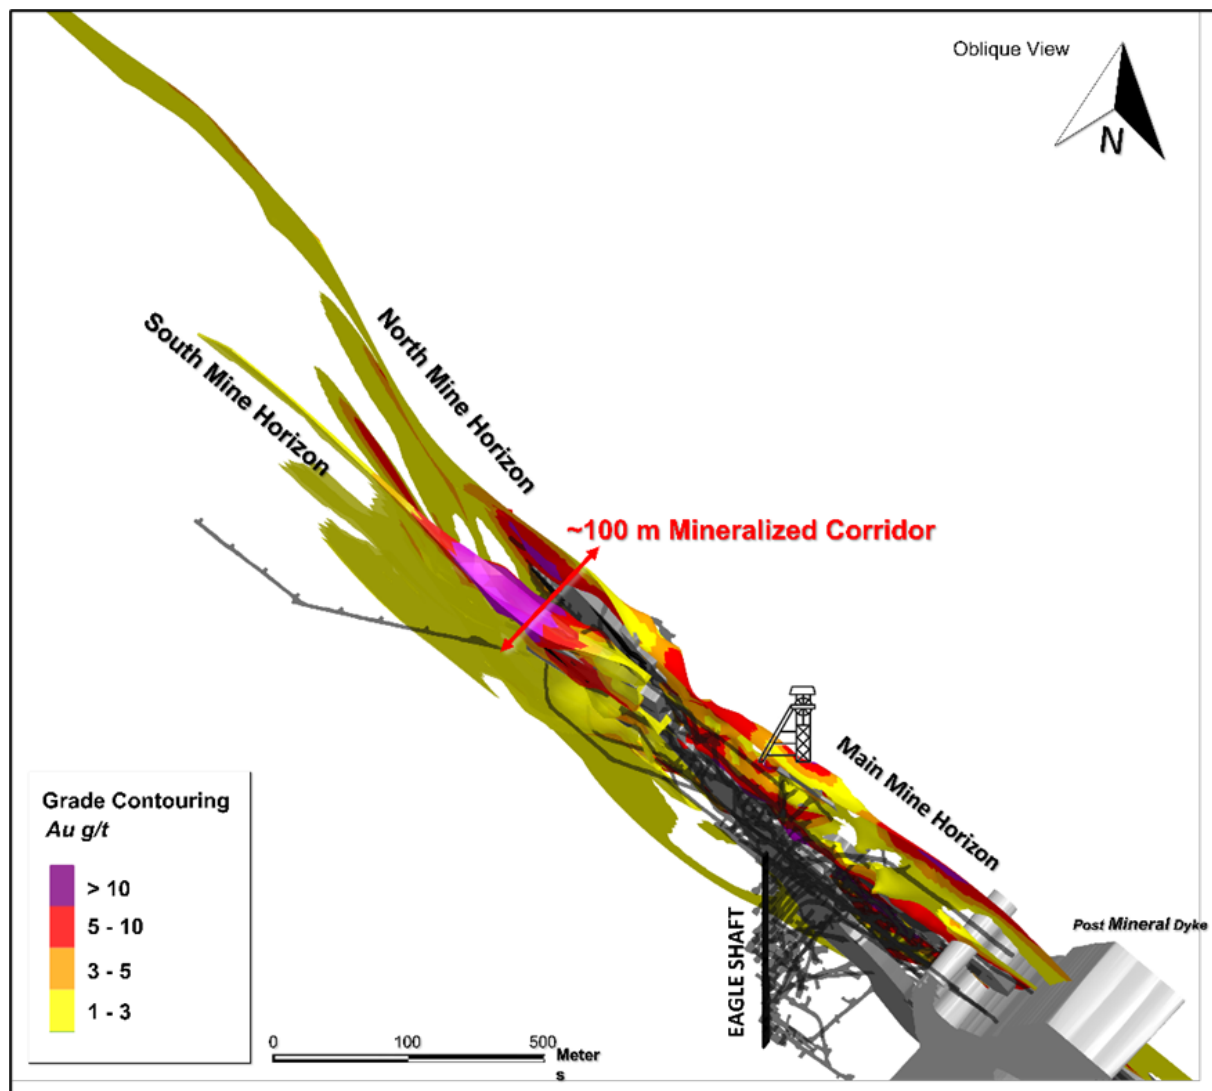 Oblique View
N
North Mine Horizon
South Mine Horizon
~100 m Mineralized Corridor
Main Mine Horizon
EAGLE SHAFT
Post Mineral Dyke
Grade Contouring
Au g/t
> 10
5 - 10
3 - 5
1 - 3
0 100 500 Meter
s